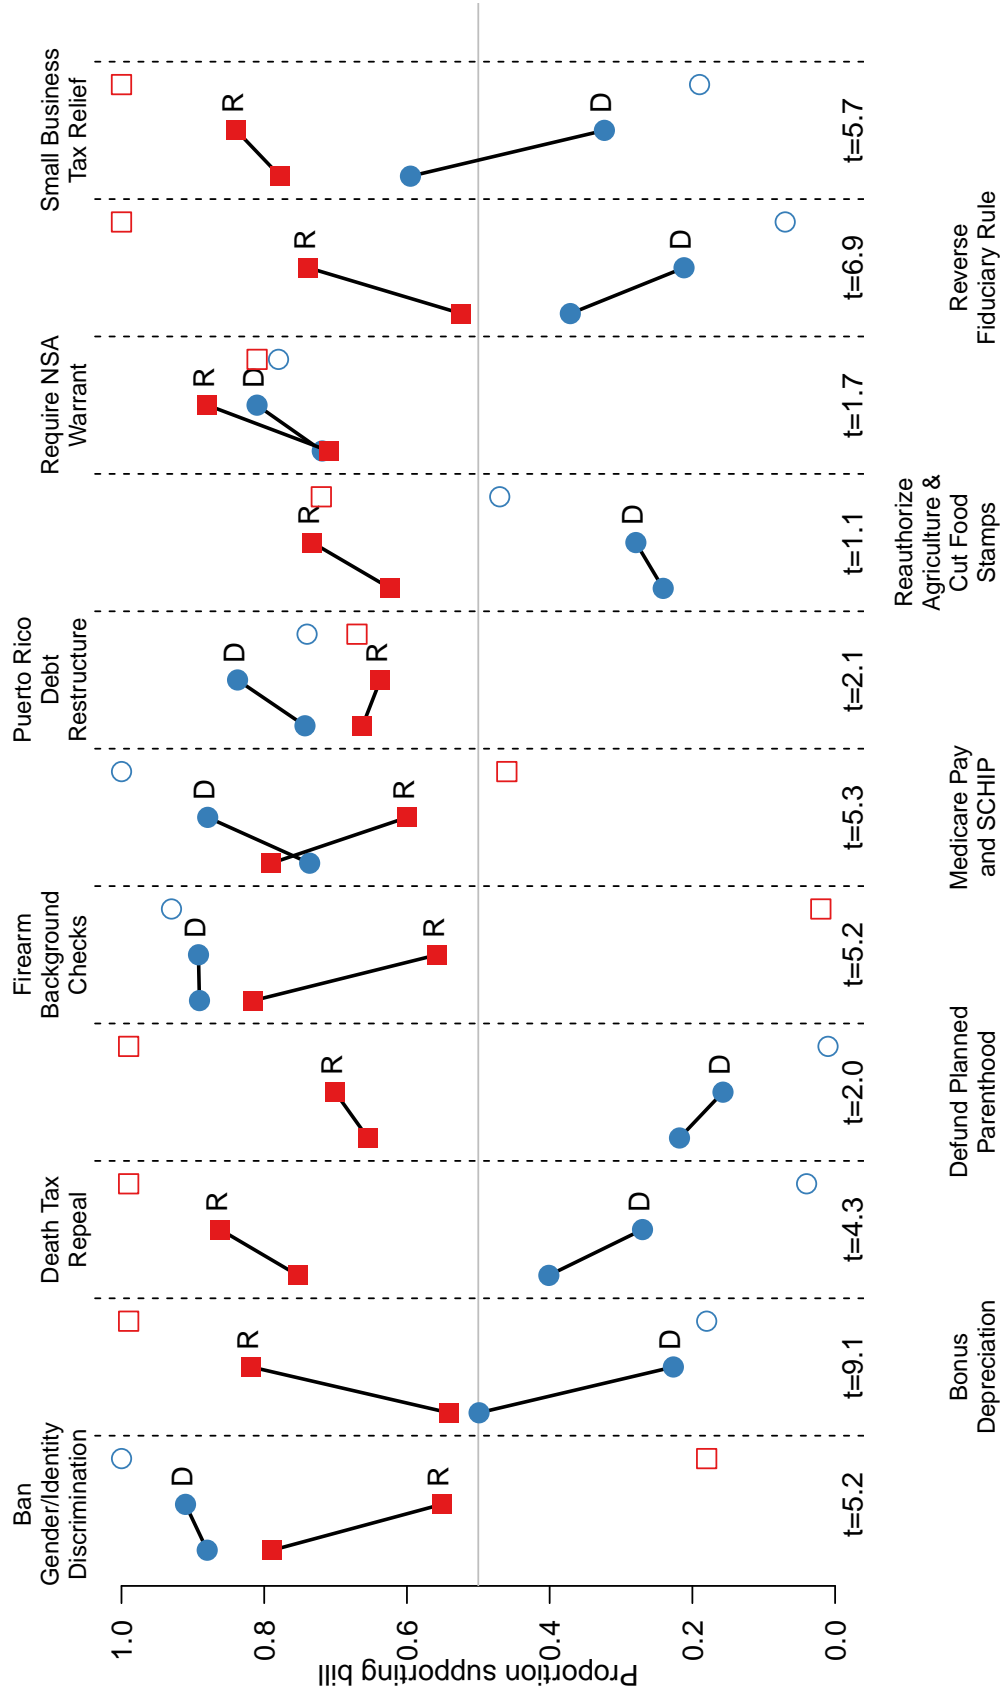 Ban
Gender/Identity
Discrimination
Death Tax
Repeal
Firearm
Background
Checks
Puerto Rico
Debt
Restructure
Require NSA
Warrant
Small Business
Tax Relief
Proportion supporting bill
1.0
0.8
0.6
0.4
0.2
0.0
D
R
R
D
R
D
R
D
D
R
D
R
D
R
R
D
R
D
R
D
R
D
t=5.2
t=9.1
t=4.3
t=2.0
t=5.2
t=5.3
t=2.1
t=1.1
t=1.7
t=6.9
t=5.7
Bonus
Depreciation
Defund Planned
Parenthood
Medicare Pay
and SCHIP
Reauthorize
Agriculture &
Cut Food
Stamps
Reverse
Fiduciary Rule